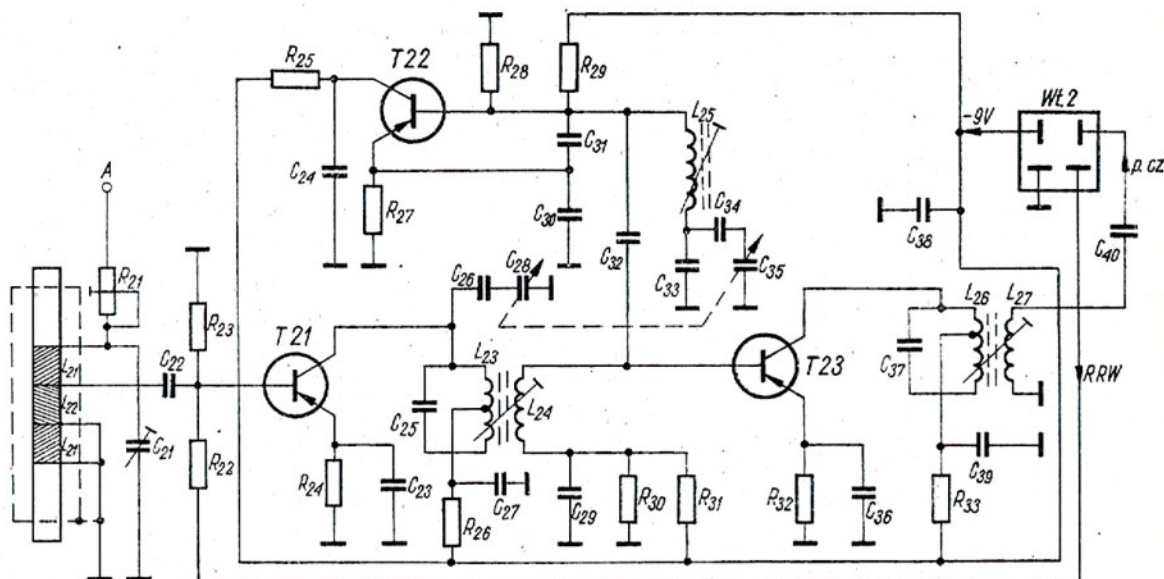 R25
T22
R28
R29
L25
Wt.2
-9V
p.cz
A
C24
R27
C31
C30
C34
C38
C40
R21
C26
C28
C32
C33
C35
L26
L27
R23
T21
L23
C22
L21
L22
L21
C21
R22
L24
T23
C37
RRW
C25
R24
C23
C27
R26
C29
R30
R31
R32
C36
C39
R33